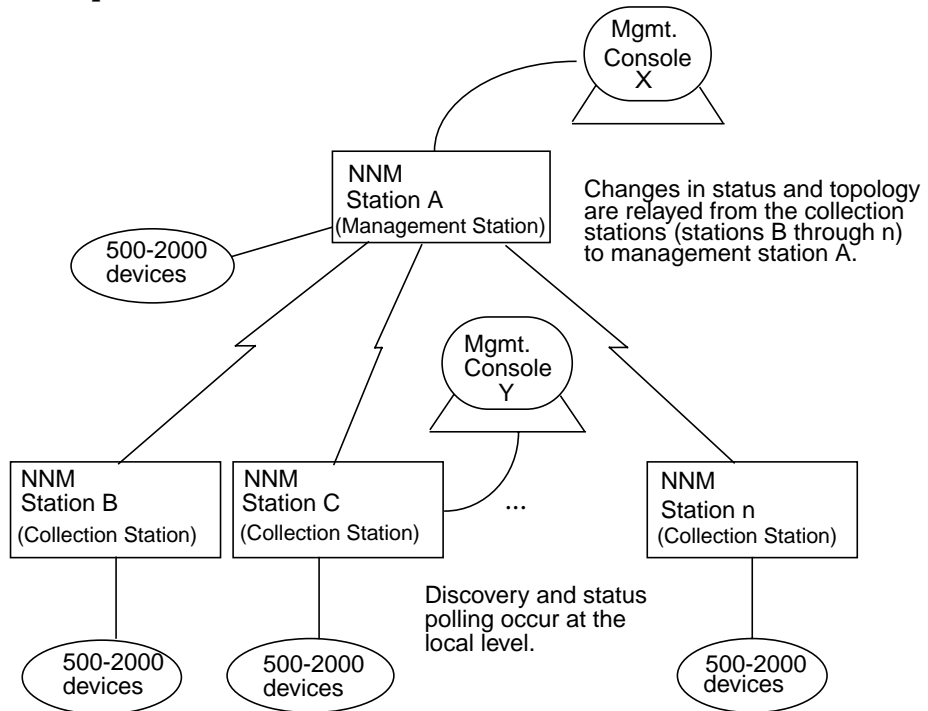 Mgmt.
Console
X
NNM
Station A
(Management Station)
Changes in status and topology
are relayed from the collection
stations (stations B through n)
to management station A.
500-2000
devices
Mgmt.
Console
Y
NNM
Station B
(Collection Station)
NNM
Station C
(Collection Station)
...
NNM
Station n
(Collection Station)
Discovery and status
polling occur at the
local level.
500-2000
devices
500-2000
devices
500-2000
devices